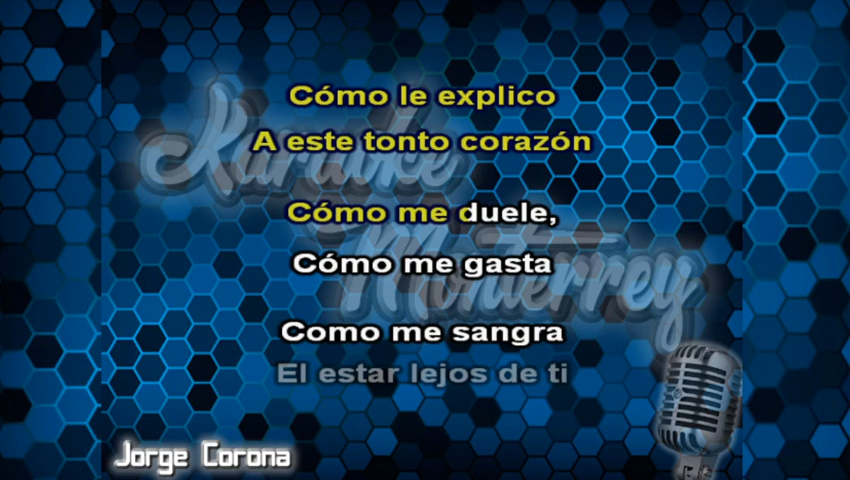 Karaoke
Monterrey
Cómo le explico
A este tonto corazón
Cómo me duele,
Cómo me gasta
Como me sangra
El estar lejos de ti
Jorge Corona